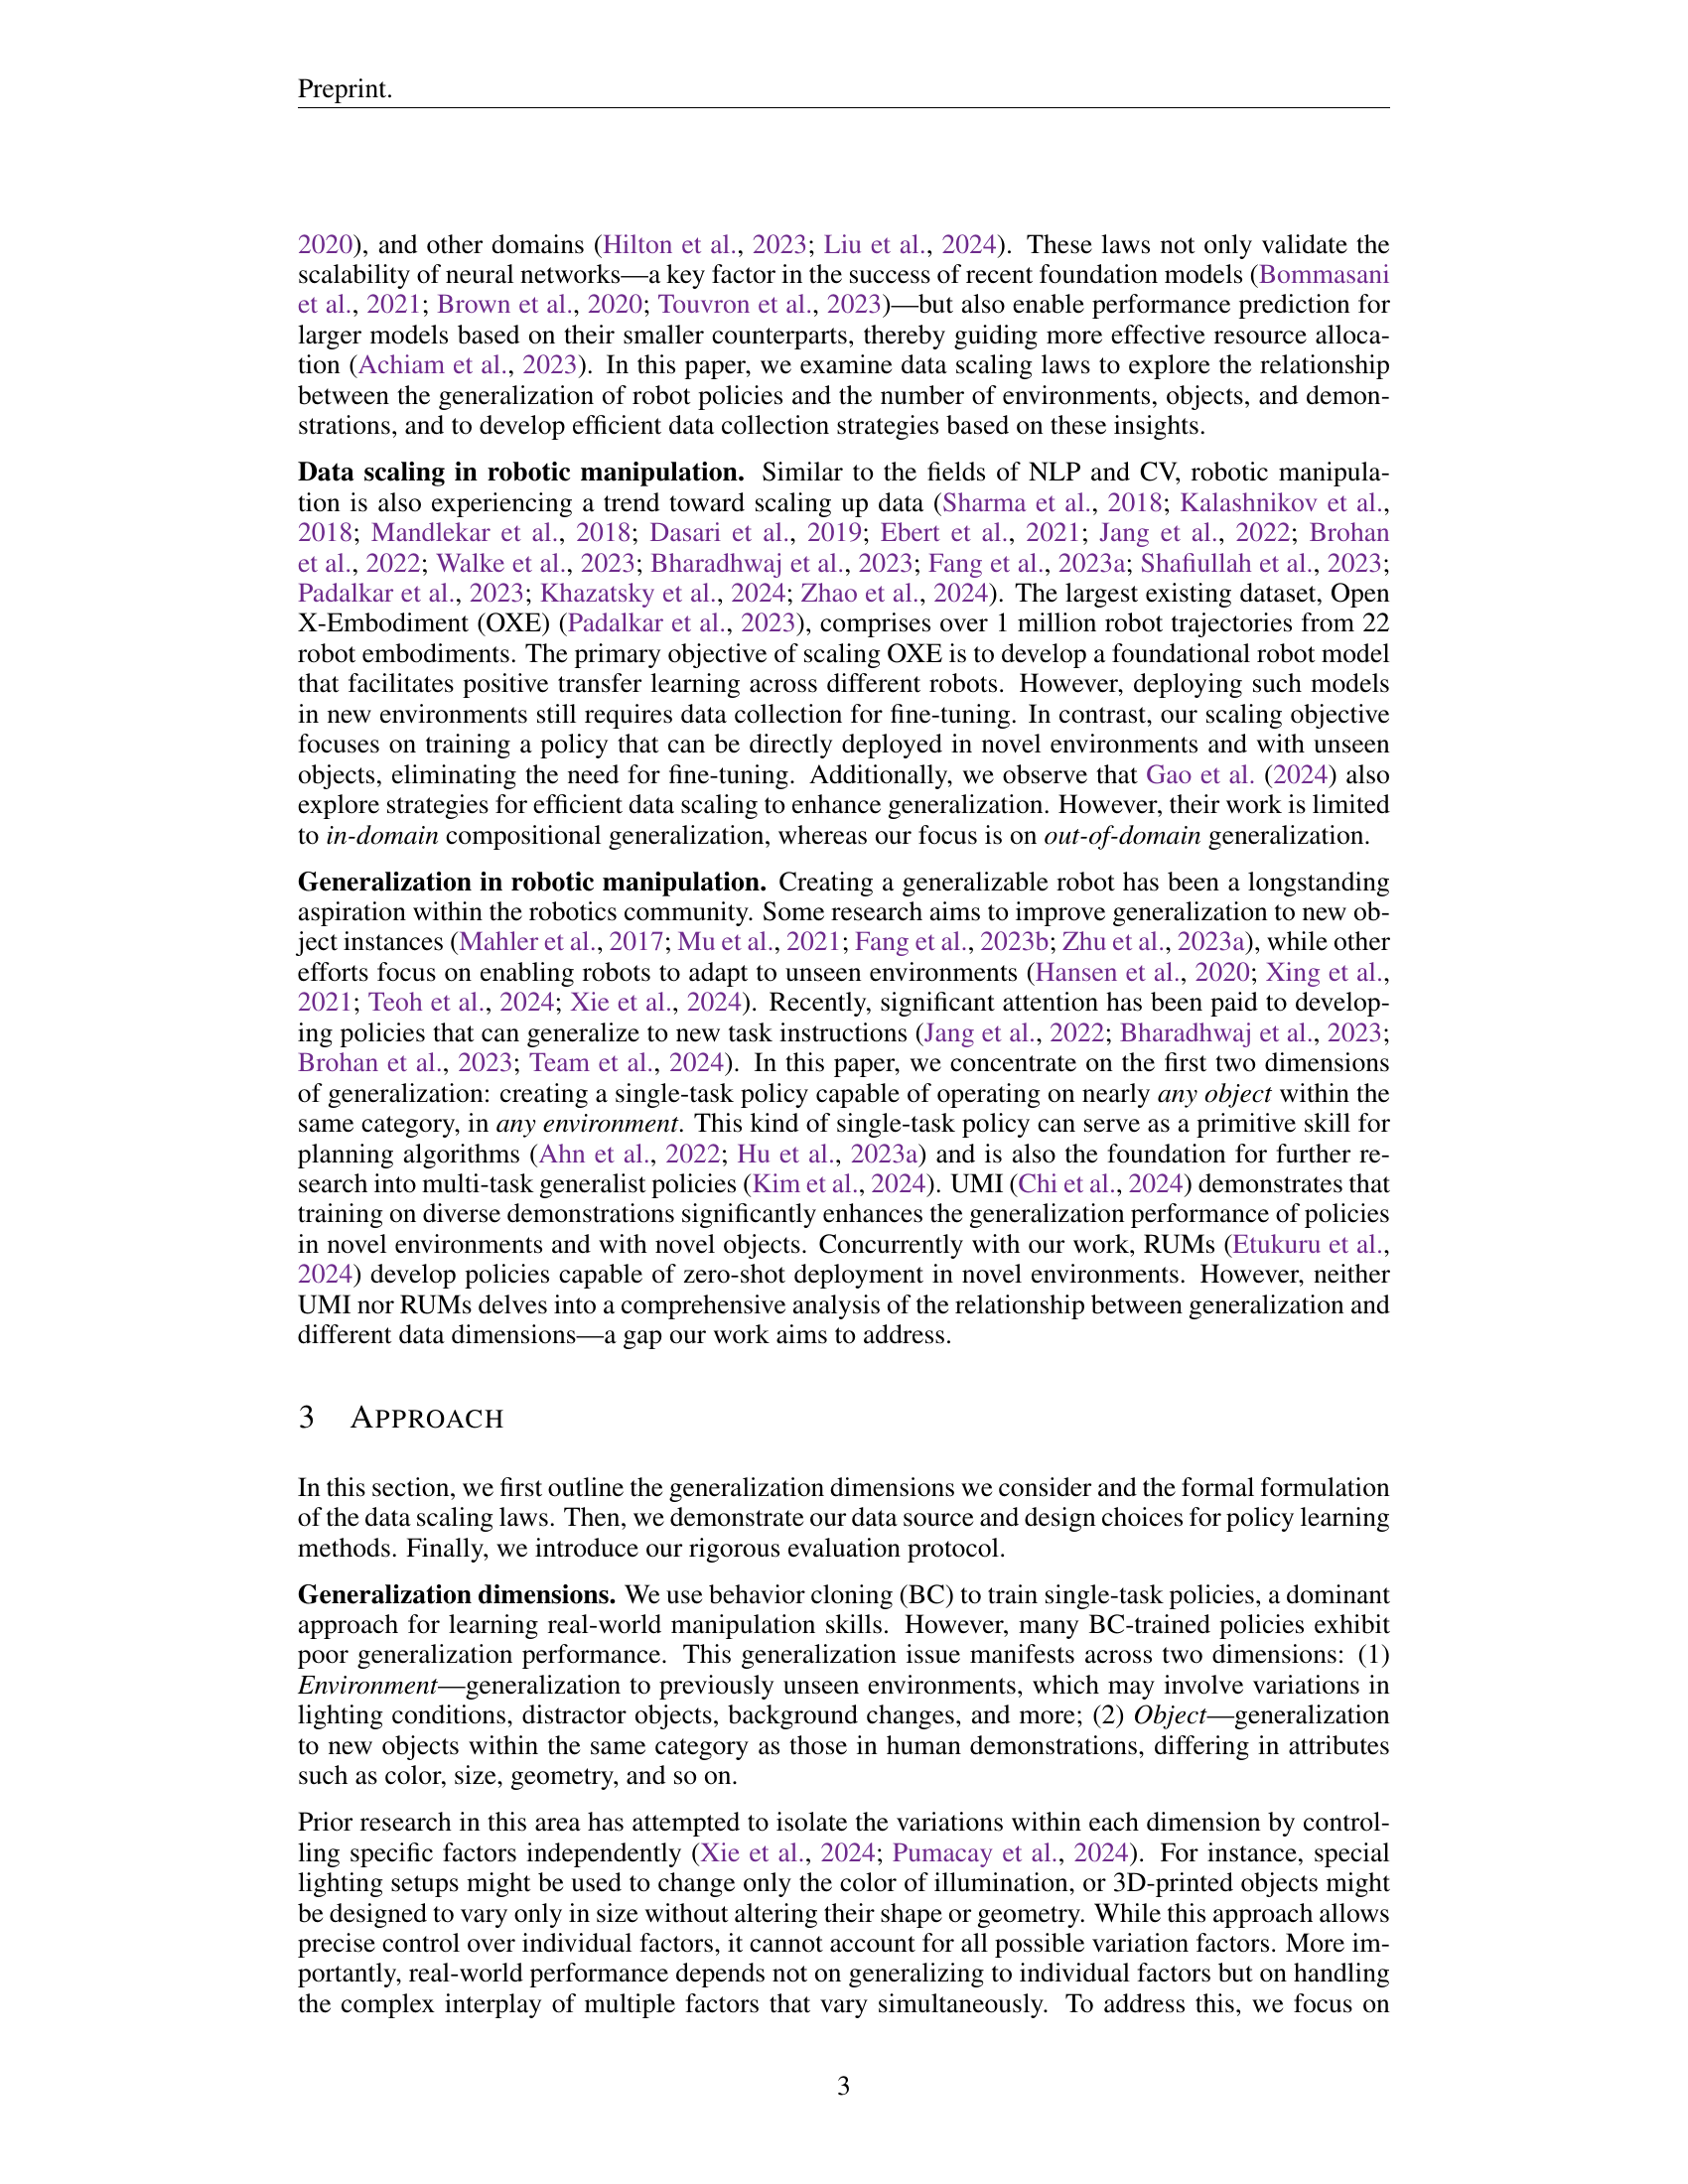 Preprint.
2020), and other domains (Hilton et al., 2023; Liu et al., 2024). These laws not only validate the
scalability of neural networks—a key factor in the success of recent foundation models (Bommasani
et al., 2021; Brown et al., 2020; Touvron et al., 2023)—but also enable performance prediction for
larger models based on their smaller counterparts, thereby guiding more effective resource alloca-
tion (Achiam et al., 2023). In this paper, we examine data scaling laws to explore the relationship
between the generalization of robot policies and the number of environments, objects, and demon-
strations, and to develop efficient data collection strategies based on these insights.
Data scaling in robotic manipulation. Similar to the fields of NLP and CV, robotic manipula-
tion is also experiencing a trend toward scaling up data (Sharma et al., 2018; Kalashnikov et al.,
2018; Mandlekar et al., 2018; Dasari et al., 2019; Ebert et al., 2021; Jang et al., 2022; Brohan
et al., 2022; Walke et al., 2023; Bharadhwaj et al., 2023; Fang et al., 2023a; Shafiullah et al., 2023;
Padalkar et al., 2023; Khazatsky et al., 2024; Zhao et al., 2024). The largest existing dataset, Open
X-Embodiment (OXE) (Padalkar et al., 2023), comprises over 1 million robot trajectories from 22
robot embodiments. The primary objective of scaling OXE is to develop a foundational robot model
that facilitates positive transfer learning across different robots. However, deploying such models
in new environments still requires data collection for fine-tuning. In contrast, our scaling objective
focuses on training a policy that can be directly deployed in novel environments and with unseen
objects, eliminating the need for fine-tuning. Additionally, we observe that Gao et al. (2024) also
explore strategies for efficient data scaling to enhance generalization. However, their work is limited
to in-domain compositional generalization, whereas our focus is on out-of-domain generalization.
Generalization in robotic manipulation. Creating a generalizable robot has been a longstanding
aspiration within the robotics community. Some research aims to improve generalization to new ob-
ject instances (Mahler et al., 2017; Mu et al., 2021; Fang et al., 2023b; Zhu et al., 2023a), while other
efforts focus on enabling robots to adapt to unseen environments (Hansen et al., 2020; Xing et al.,
2021; Teoh et al., 2024; Xie et al., 2024). Recently, significant attention has been paid to develop-
ing policies that can generalize to new task instructions (Jang et al., 2022; Bharadhwaj et al., 2023;
Brohan et al., 2023; Team et al., 2024). In this paper, we concentrate on the first two dimensions
of generalization: creating a single-task policy capable of operating on nearly any object within the
same category, in any environment. This kind of single-task policy can serve as a primitive skill for
planning algorithms (Ahn et al., 2022; Hu et al., 2023a) and is also the foundation for further re-
search into multi-task generalist policies (Kim et al., 2024). UMI (Chi et al., 2024) demonstrates that
training on diverse demonstrations significantly enhances the generalization performance of policies
in novel environments and with novel objects. Concurrently with our work, RUMs (Etukuru et al.,
2024) develop policies capable of zero-shot deployment in novel environments. However, neither
UMI nor RUMs delves into a comprehensive analysis of the relationship between generalization and
different data dimensions—a gap our work aims to address.
3 APPROACH
In this section, we first outline the generalization dimensions we consider and the formal formulation
of the data scaling laws. Then, we demonstrate our data source and design choices for policy learning
methods. Finally, we introduce our rigorous evaluation protocol.
Generalization dimensions. We use behavior cloning (BC) to train single-task policies, a dominant
approach for learning real-world manipulation skills. However, many BC-trained policies exhibit
poor generalization performance. This generalization issue manifests across two dimensions: (1)
Environment—generalization to previously unseen environments, which may involve variations in
lighting conditions, distractor objects, background changes, and more; (2) Object—generalization
to new objects within the same category as those in human demonstrations, differing in attributes
such as color, size, geometry, and so on.
Prior research in this area has attempted to isolate the variations within each dimension by control-
ling specific factors independently (Xie et al., 2024; Pumacay et al., 2024). For instance, special
lighting setups might be used to change only the color of illumination, or 3D-printed objects might
be designed to vary only in size without altering their shape or geometry. While this approach allows
precise control over individual factors, it cannot account for all possible variation factors. More im-
portantly, real-world performance depends not on generalizing to individual factors but on handling
the complex interplay of multiple factors that vary simultaneously. To address this, we focus on
3